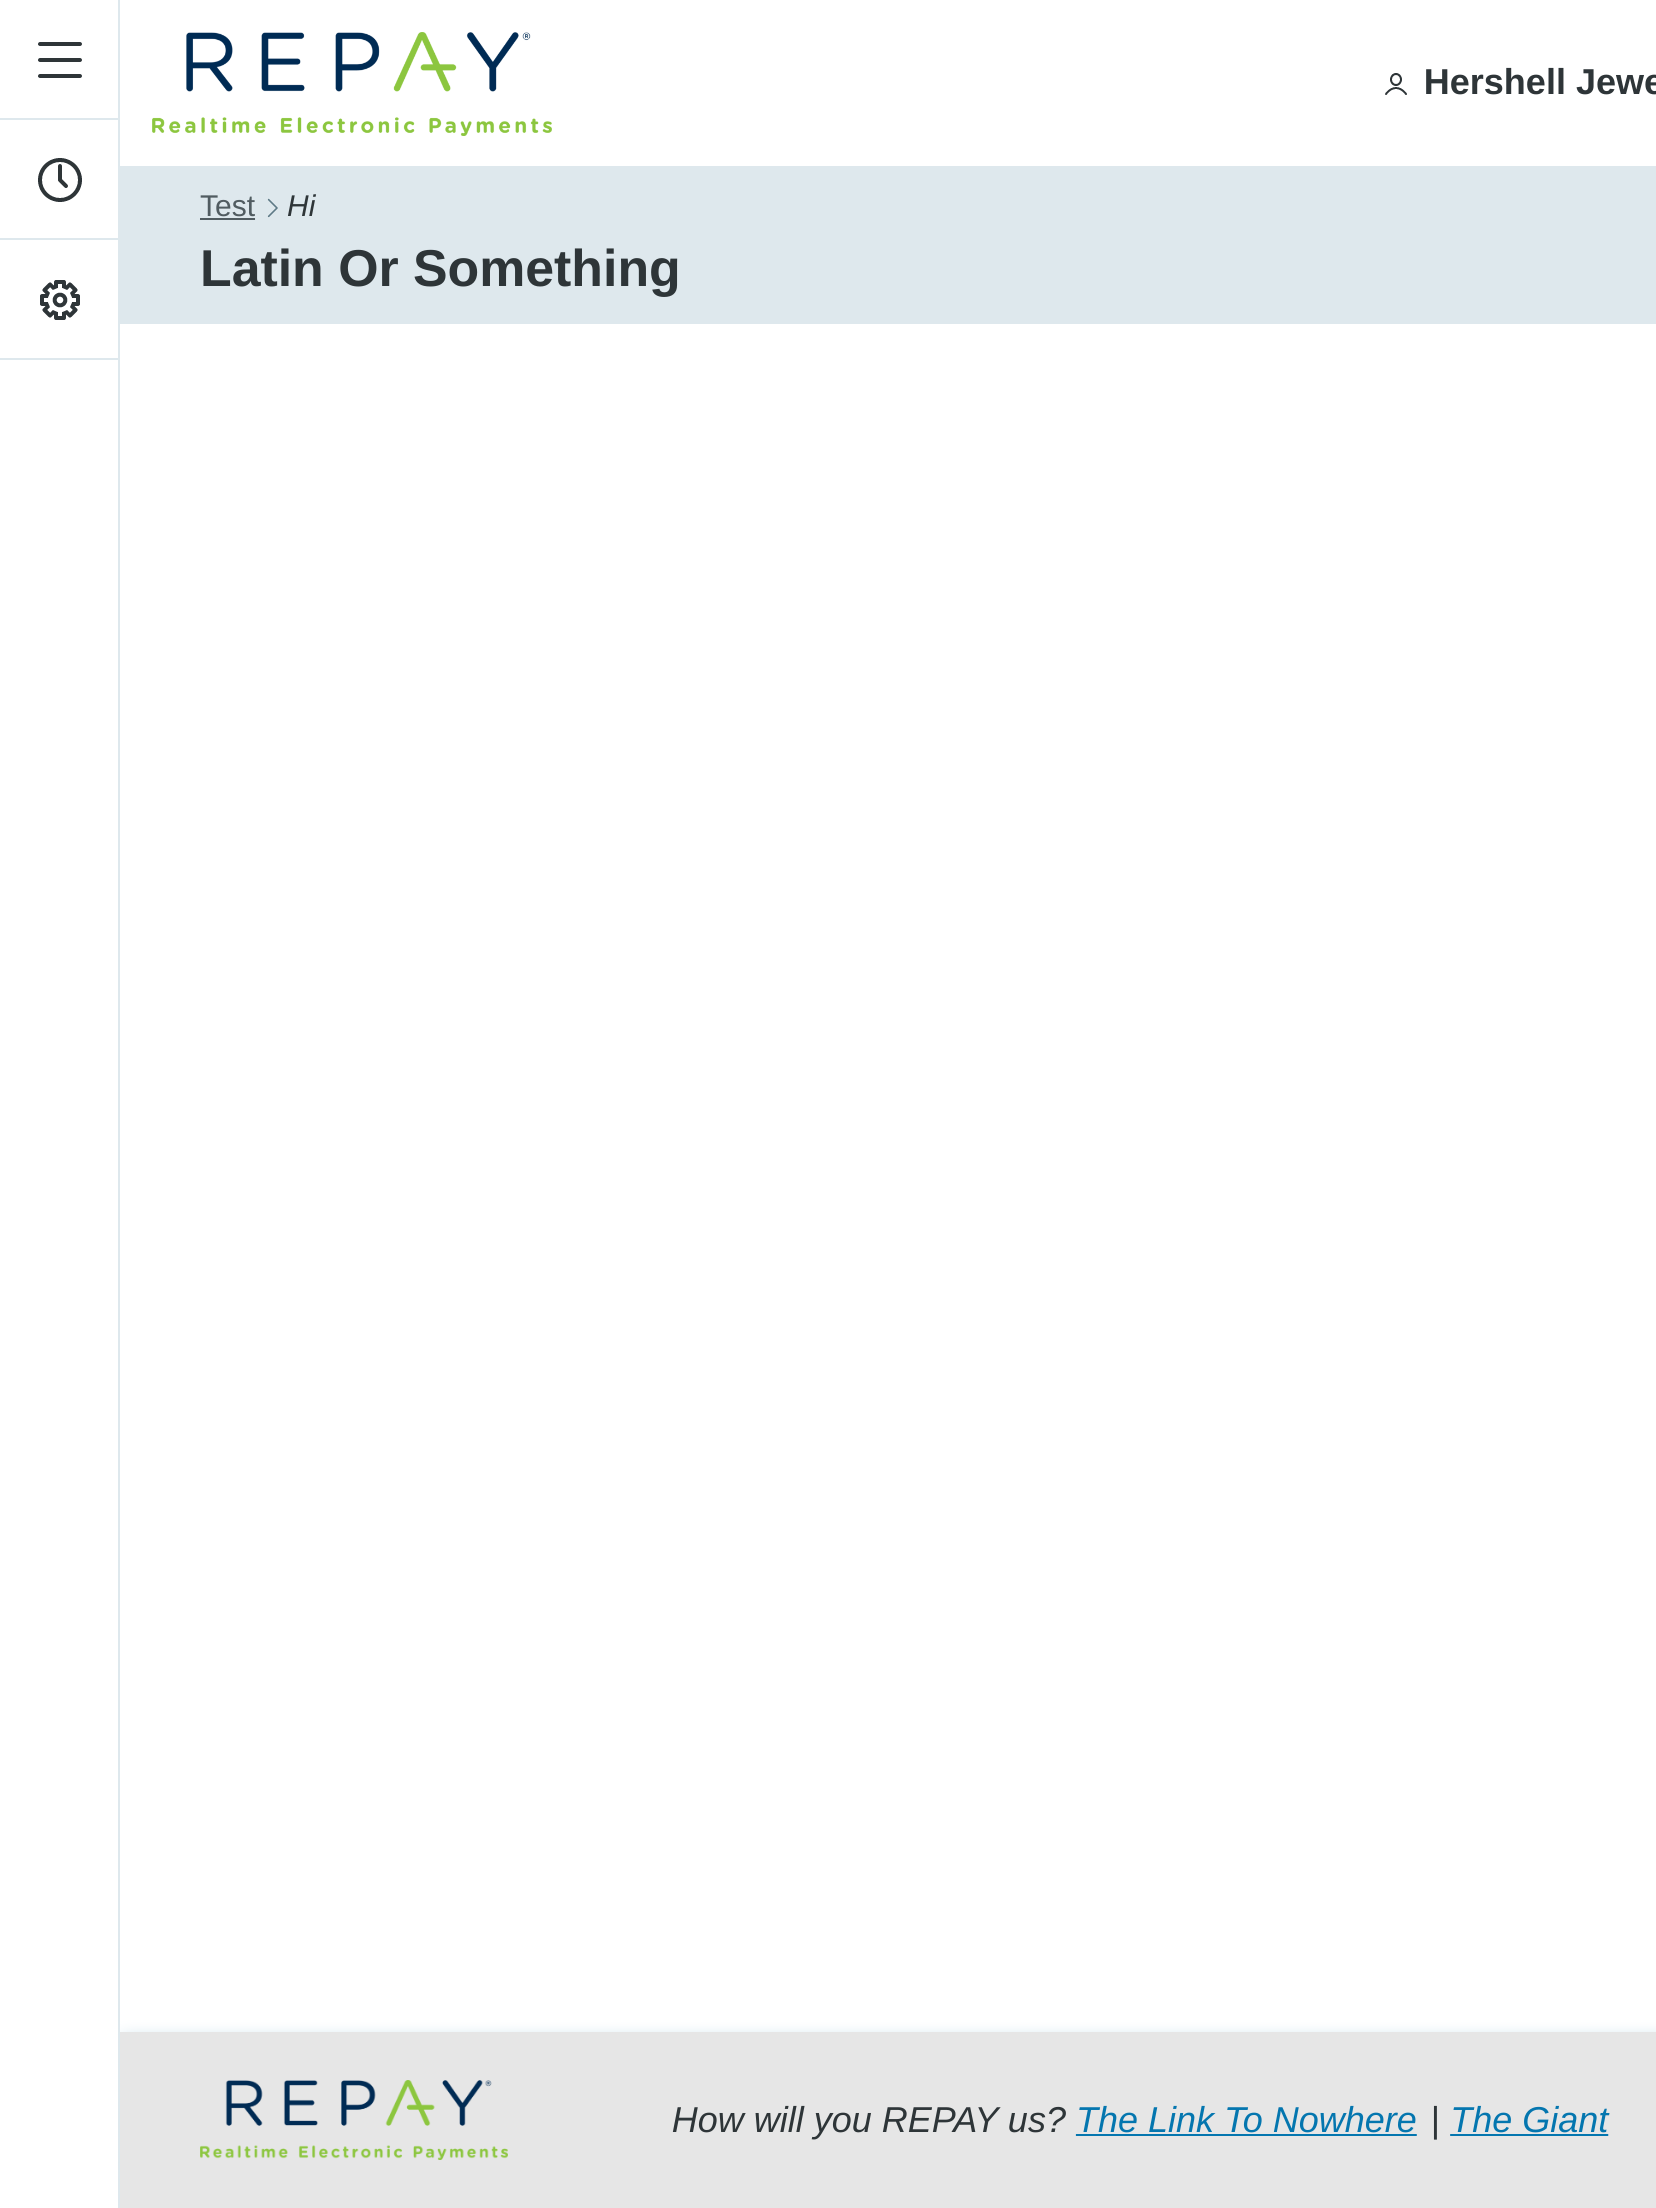 REPAY®
Realtime Electronic Payments
Hershell Jewe
Test > Hi
Latin Or Something
REPAY®
Realtime Electronic Payments
How will you REPAY us? The Link To Nowhere | The Giant